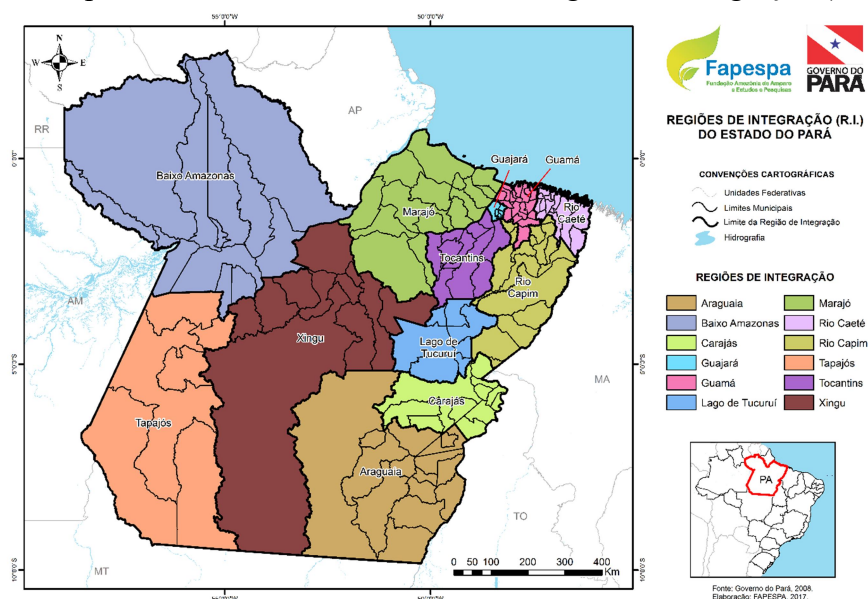 55°0'0"W
50°0'0"W
N
W
E
S
RR
AP
0°0'0"
Baixo Amazonas
Marajó
Guajará
Guamá
Rio
Caeté
Tocantins
Rio
Capim
AM
Xingu
Lago de
Tucuruí
5°0'0"S
Carajás
MA
Tapajós
Araguaia
TO
MT
10°0'0"S
0 50 100 200 300 400
Km
Fapespa
Fundação Amazônia de Amparo
a Estudos e Pesquisas
GOVERNO DO
PARÁ
REGIÕES DE INTEGRAÇÃO (R.I.)
DO ESTADO DO PARÁ
CONVENÇÕES CARTOGRÁFICAS
Unidades Federativas
Limites Municipais
Limite da Região de Integração
Hidrografia
REGIÕES DE INTEGRAÇÃO
Araguaia
Marajó
Baixo Amazonas
Rio Caeté
Carajás
Rio Capim
Guajará
Tapajós
Guamá
Tocantins
Lago de Tucuruí
Xingu
PA
Fonte: Governo do Pará, 2008.
Elaboração: FAPESPA, 2017.